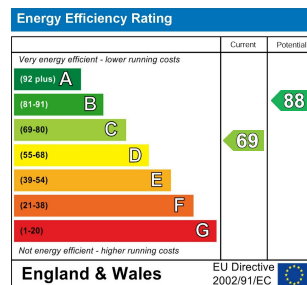 Energy Efficiency Rating
Current Potential
Very energy efficient - lower running costs
(92 plus) A
(81-91) B
88
(69-80) C
69
(55-68) D
(39-54) E
(21-38) F
(1-20) G
Not energy efficient - higher running costs
England & Wales
EU Directive
2002/91/EC